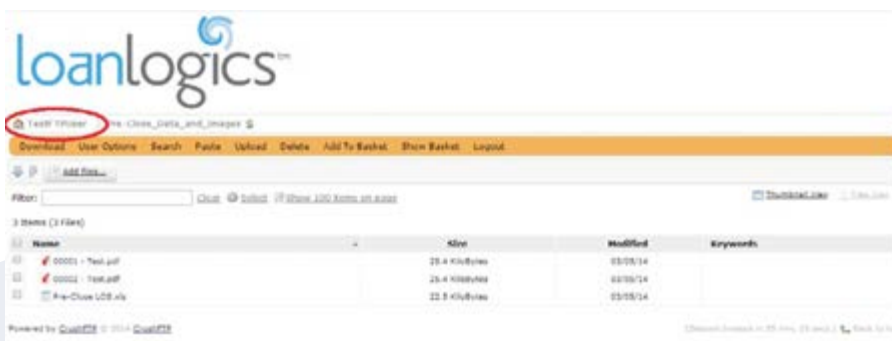 loanlogics™
Pre-Close_Data_and_Images
Download User Options Search Paste Upload Delete Add To Basket Show Basket Logout
Add files...
Filter: Clear Select Show 100 items on page Thumbnail view
3 Items (3 Files)
Name Size Modified Keywords
00001 - Test.pdf 25.4 KiloBytes 03/05/14
00002 - Test.pdf 25.4 KiloBytes 03/05/14
Pre-Close LOS.xls 22.5 KiloBytes 03/05/14
Powered by CrushFTP © 2014 CrushFTP